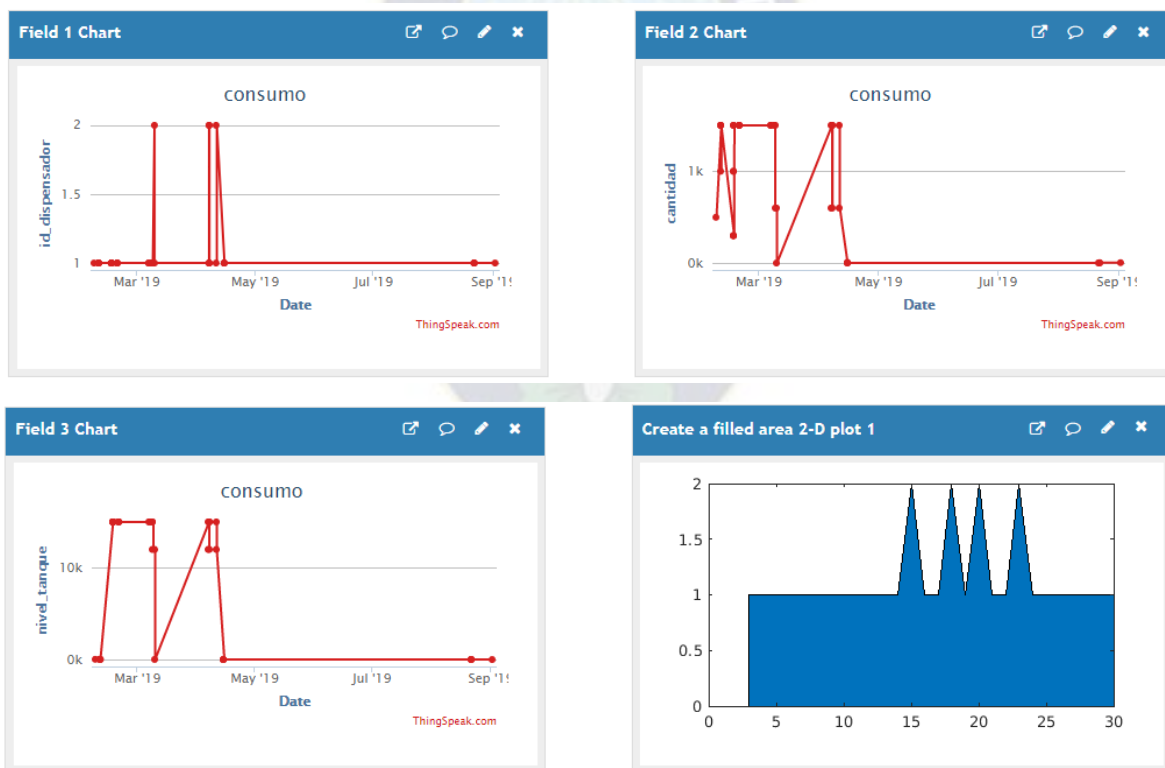 Field 1 Chart
consumo
2
1.5
1
id_dispensador
Mar '19
May '19
Jul '19
Sep '1
Date
ThingSpeak.com
Field 2 Chart
consumo
1k
0k
cantidad
Mar '19
May '19
Jul '19
Sep '1
Date
ThingSpeak.com
Field 3 Chart
consumo
10k
0k
nivel_tanque
Mar '19
May '19
Jul '19
Sep '1
Date
ThingSpeak.com
Create a filled area 2-D plot 1
2
1.5
1
0.5
0
0 5 10 15 20 25 30